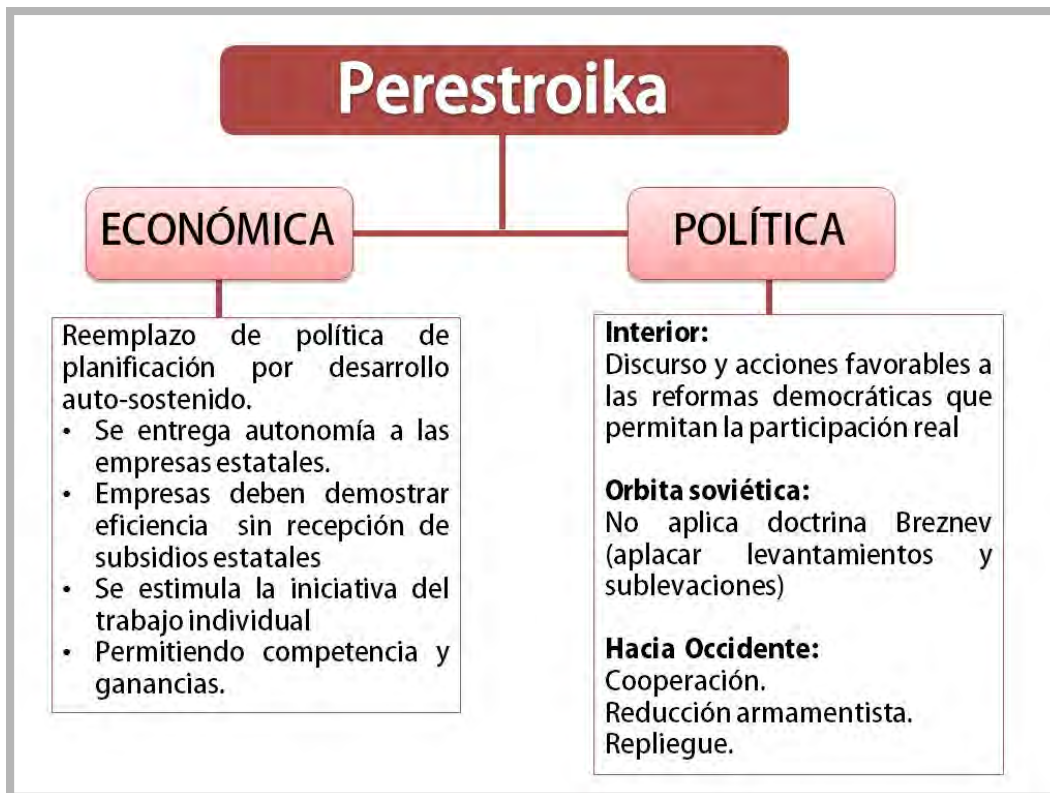 Perestroika
ECONÓMICA
Reemplazo de política de
planificación por desarrollo
auto-sostenido.
• Se entrega autonomía a las
empresas estatales.
• Empresas deben demostrar
eficiencia sin recepción de
subsidios estatales
• Se estimula la iniciativa del
trabajo individual
• Permitiendo competencia y
ganancias.
POLÍTICA
Interior:
Discurso y acciones favorables a
las reformas democráticas que
permitan la participación real
Orbita soviética:
No aplica doctrina Breznev
(aplacar levantamientos y
sublevaciones)
Hacia Occidente:
Cooperación.
Reducción armamentista.
Repliegue.